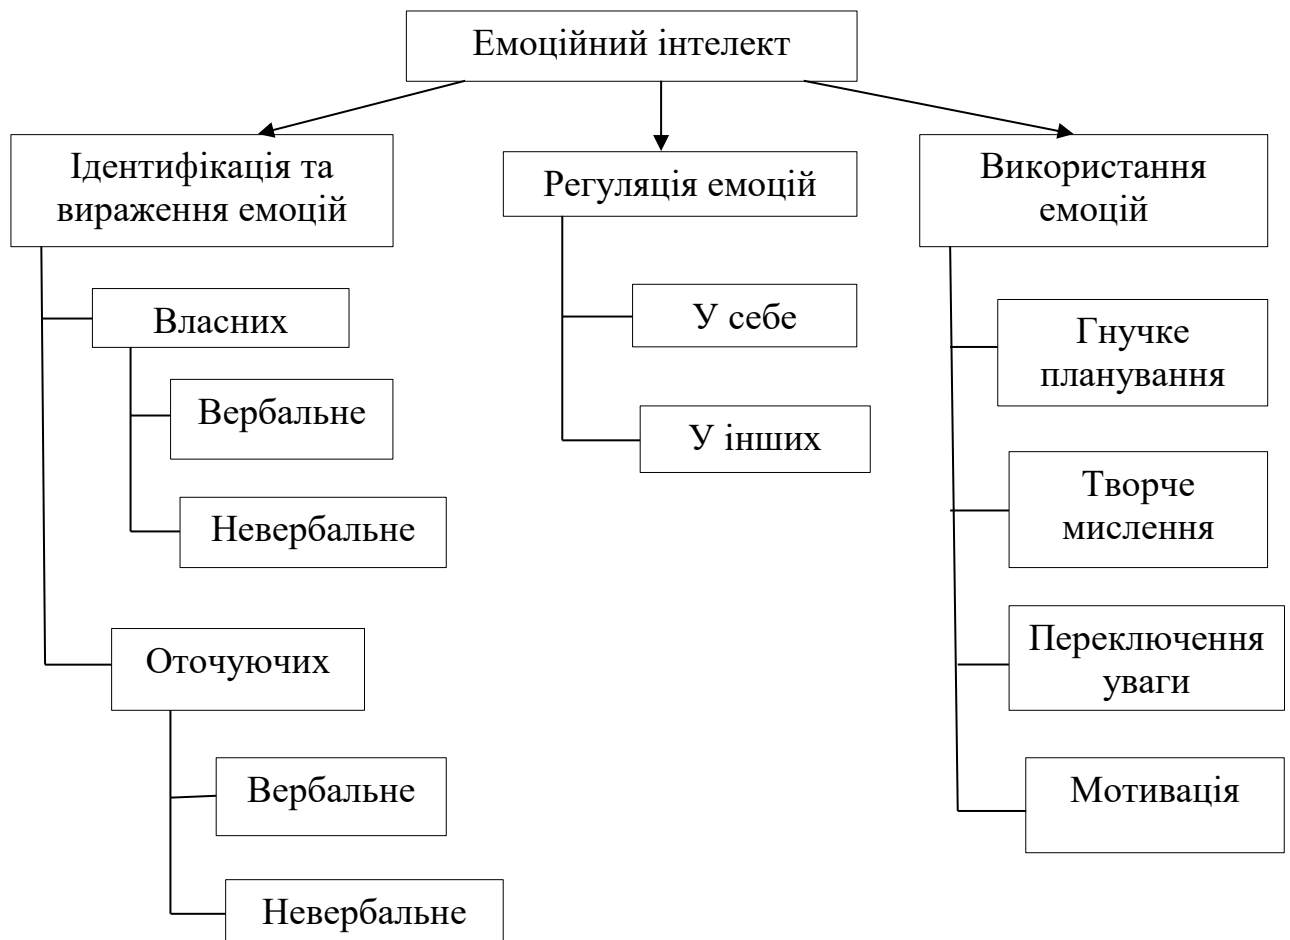 Емоційний інтелект
Ідентифікація та
вираження емоцій
Власних
Вербальне
Невербальне
Оточуючих
Вербальне
Невербальне
Регуляція емоцій
У себе
У інших
Використання
емоцій
Гнучке
планування
Творче
мислення
Переключення
уваги
Мотивація